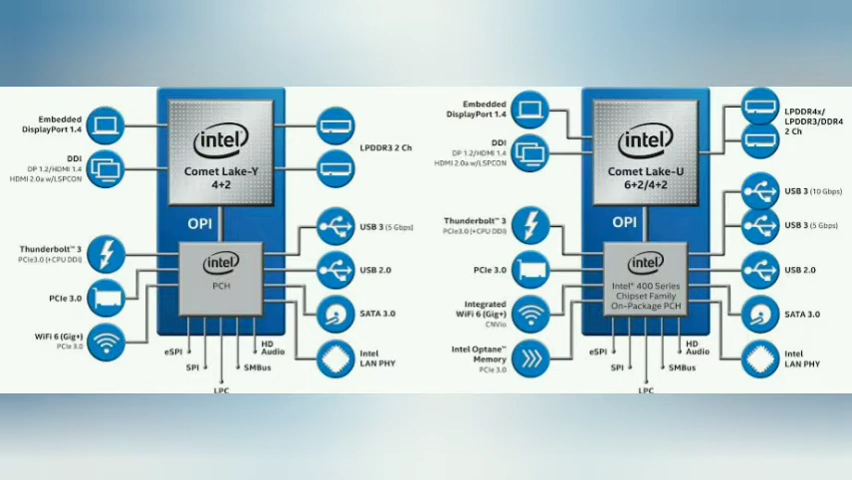 Embedded
DisplayPort 1.4
DDI
DP 1.2/HDMI 1.4
HDMI 2.0a w/LSPCON
Thunderbolt™ 3
PCIe3.0 (+CPU DDI)
PCIe 3.0
WiFi 6 (Gig+)
PCIe 3.0
intel
Comet Lake-Y
4+2
OPI
intel
PCH
LPDDR3 2 Ch
USB 3 (5 Gbps)
USB 2.0
SATA 3.0
Intel
LAN PHY
eSPI
SPI
LPC
SMBus
HD
Audio
Embedded
DisplayPort 1.4
DDI
DP 1.2/HDMI 1.4
HDMI 2.0a w/LSPCON
Thunderbolt™ 3
PCIe3.0 (+CPU DDI)
PCIe 3.0
Integrated
WiFi 6 (Gig+)
CNVio
Intel Optane™
Memory
PCIe 3.0
intel
Comet Lake-U
6+2/4+2
OPI
intel
Intel® 400 Series
Chipset Family
On-Package PCH
LPDDR4x/
LPDDR3/DDR4
2 Ch
USB 3 (10 Gbps)
USB 3 (5 Gbps)
USB 2.0
SATA 3.0
Intel
LAN PHY
eSPI
SPI
LPC
SMBus
HD
Audio